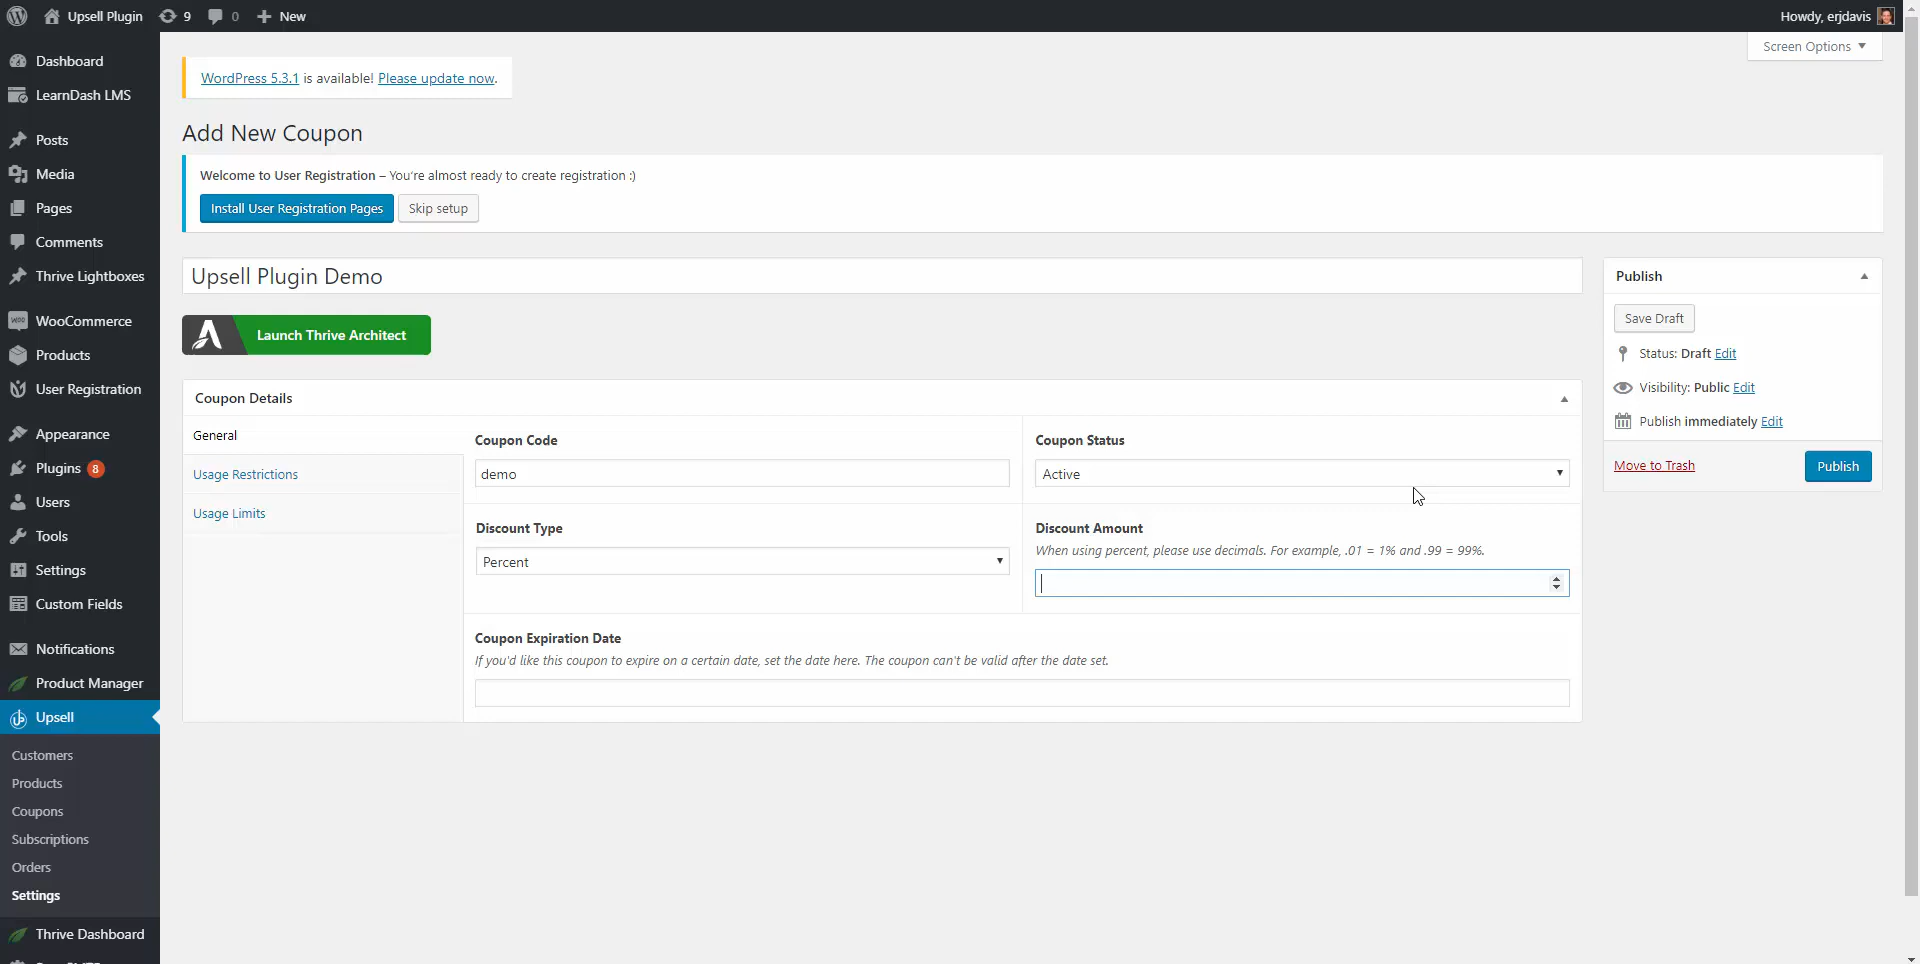 Upsell Plugin 9 0 New Howdy, erjdavis
Screen Options
Dashboard
LearnDash LMS
Posts
Media
Pages
Comments
Thrive Lightboxes
WooCommerce
Products
User Registration
Appearance
Plugins 8
Users
Tools
Settings
Custom Fields
Notifications
Product Manager
Upsell
Customers
Products
Coupons
Subscriptions
Orders
Settings
Thrive Dashboard
WordPress 5.3.1 is available! Please update now.
Add New Coupon
Welcome to User Registration – You're almost ready to create registration :)
Install User Registration Pages Skip setup
Upsell Plugin Demo
Launch Thrive Architect
Coupon Details
General
Usage Restrictions
Usage Limits
Coupon Code
demo
Coupon Status
Active
Discount Type
Percent
Discount Amount
When using percent, please use decimals. For example, .01 = 1% and .99 = 99%.
Coupon Expiration Date
If you'd like this coupon to expire on a certain date, set the date here. The coupon can't be valid after the date set.
Publish
Save Draft
Status: Draft Edit
Visibility: Public Edit
Publish immediately Edit
Move to Trash Publish